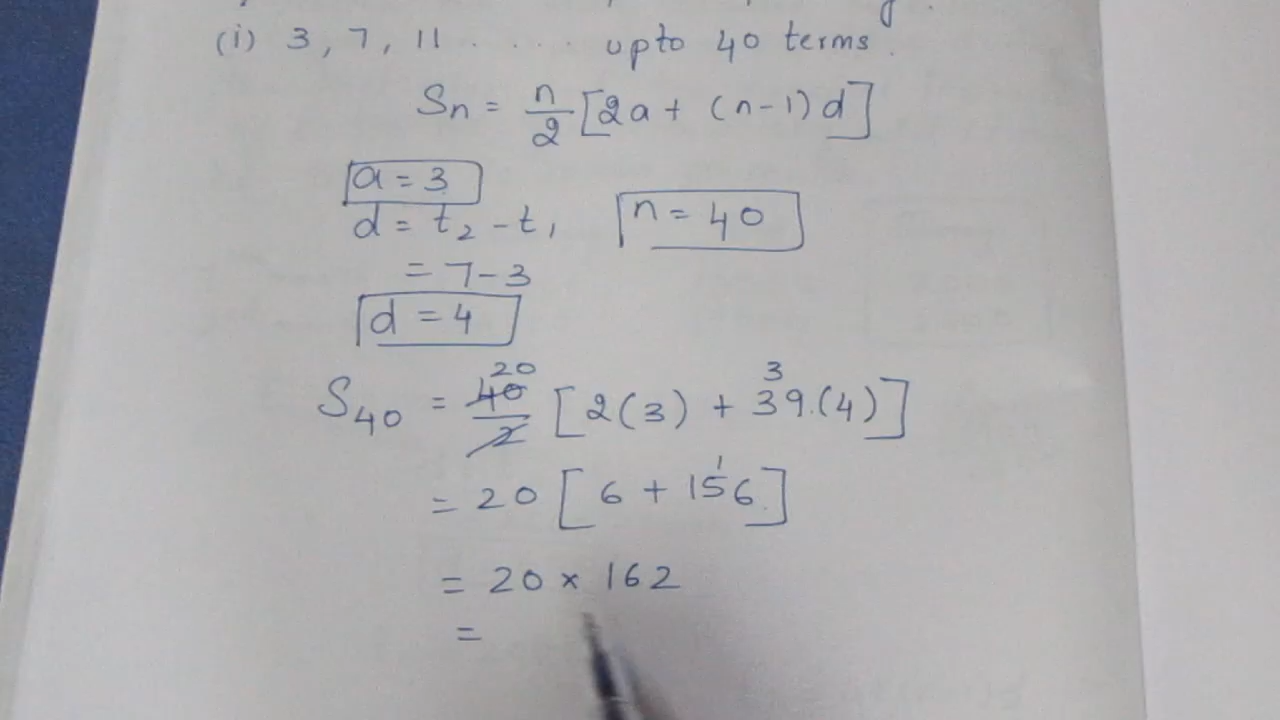 (i) 3, 7, 11 . . . . . upto 40 terms.
Sn = n/2 [2a + (n-1) d]
a = 3
d = t2 - t1 n = 40
= 7 - 3
d = 4
S40 = 40/2 20 [2(3) + 39.(4)] 3
= 20 [6 + 156] 1
= 20 × 162
=